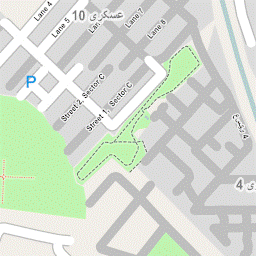 Lane 4
Lane 5
عسکری 10
Lane 7
Lane 8
P
Street 2, Sector C
Street 1, Sector C
ی 4